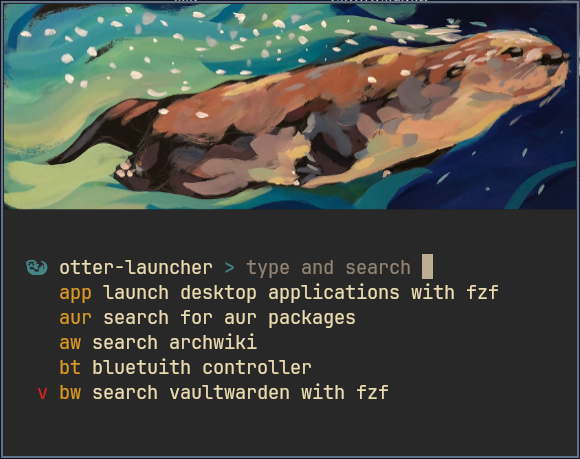 otter-launcher > type and search
app launch desktop applications with fzf
aur search for aur packages
aw search archwiki
bt bluetuith controller
v bw search vaultwarden with fzf